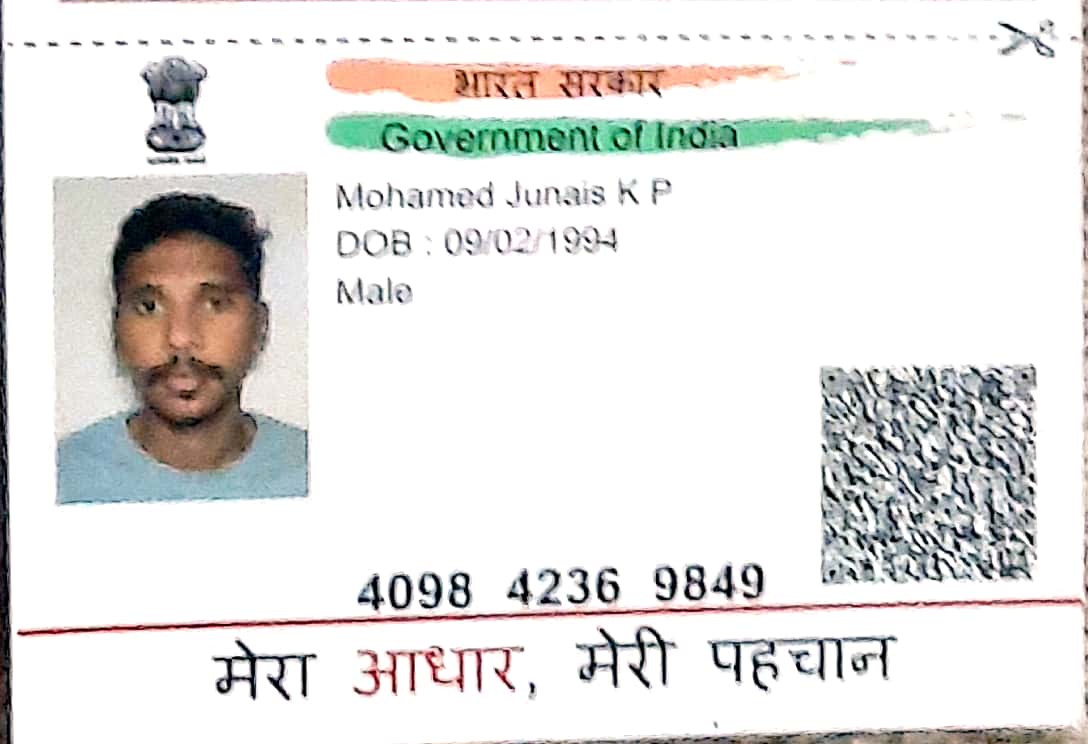 भारत सरकार
Government of India
Mohamed Junais K P
DOB : 09/02/1994
Male
4098 4236 9849
मेरा आधार, मेरी पहचान